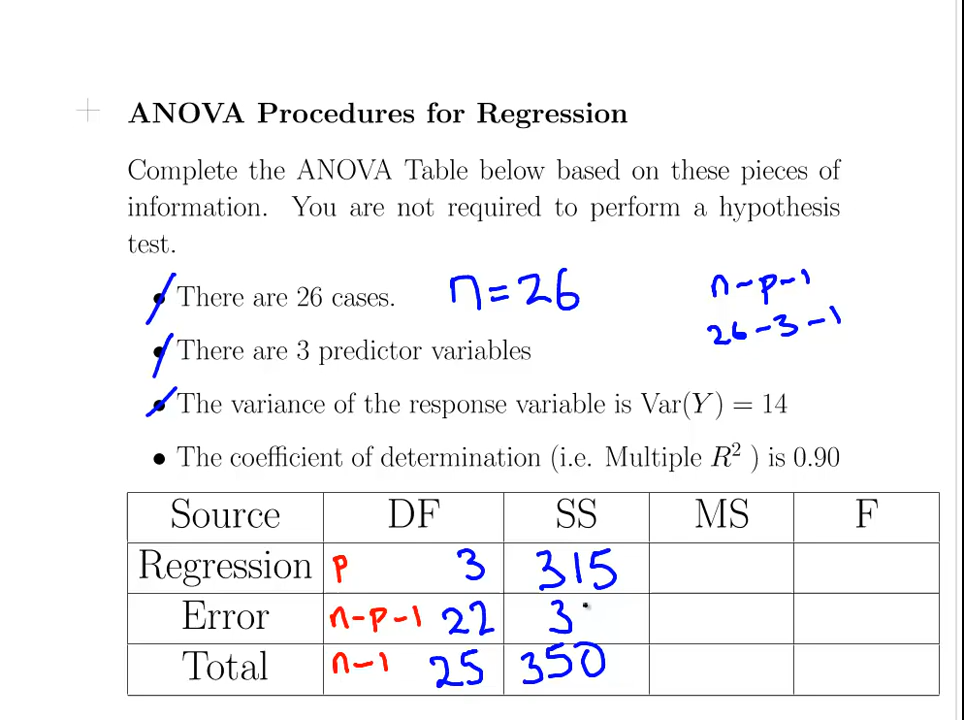 ANOVA Procedures for Regression
Complete the ANOVA Table below based on these pieces of
information. You are not required to perform a hypothesis
test.
• There are 26 cases. n = 26
n - p - 1
26 - 3 - 1
• There are 3 predictor variables
• The variance of the response variable is Var(Y) = 14
• The coefficient of determination (i.e. Multiple R² ) is 0.90
Source DF SS MS F
Regression p 3 315
Error n-p-1 22 3
Total n-1 25 350